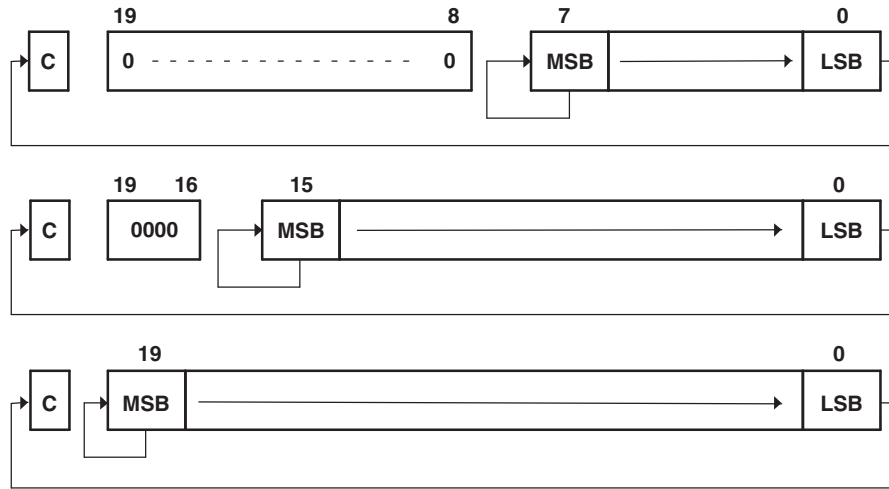 19 8 7 0
C 0 - - - - - - - - - - - - - - - 0 MSB LSB
19 16 15 0
C 0000 MSB LSB
19 0
C MSB LSB